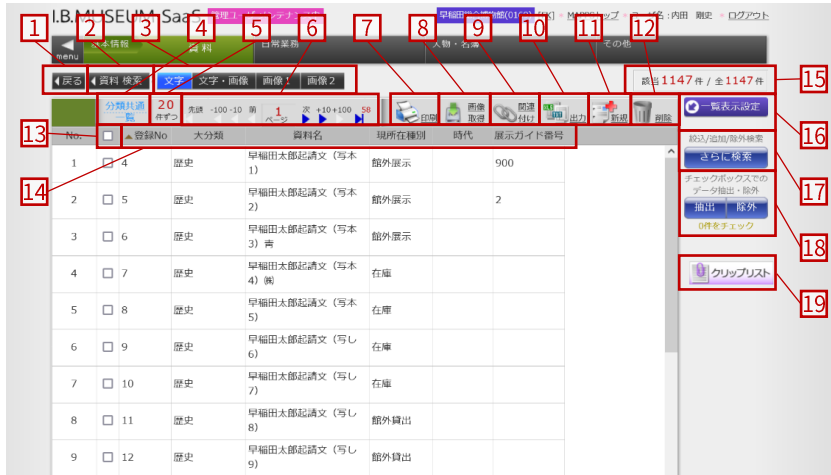 I.B.MUSEUM SaaS
MAPPSトップ ユーザ名：内田 剛史 ログアウト
1 2 3 4 5 6 7 8 9 10 11 12
menu 基本情報 資料 日常業務 人物・名簿 その他
戻る 資料 検索 文字 文字・画像 画像1 画像2 該当1147件 / 全1147件 15
分類共通 一覧 20 件ずつ 先頭 -100 -10 前 1 ページ 次 +10 +100 58 印刷 画像 取得 関連 付け 出力 新規 削除 一覧表示設定 16
13 No. 登録No 大分類 資料名 現所在種別 時代 展示ガイド番号
絞込/追加/除外検索
さらに検索 17
チェックボックスでの
データ抽出・除外
抽出 除外
0件をチェック 18
クリップリスト
19
14
1 4 歴史 早稲田太郎起請文（写本1） 館外展示 900
2 5 歴史 早稲田太郎起請文（写本2） 館外展示 2
3 6 歴史 早稲田太郎起請文（写本3）青 館外展示
4 7 歴史 早稲田太郎起請文（写本4）㈱ 在庫
5 8 歴史 早稲田太郎起請文（写本5） 在庫
6 9 歴史 早稲田太郎起請文（写し6） 在庫
7 10 歴史 早稲田太郎起請文（写し7） 在庫
8 11 歴史 早稲田太郎起請文（写し8） 館外貸出
9 12 歴史 早稲田太郎起請文（写し9） 館外貸出